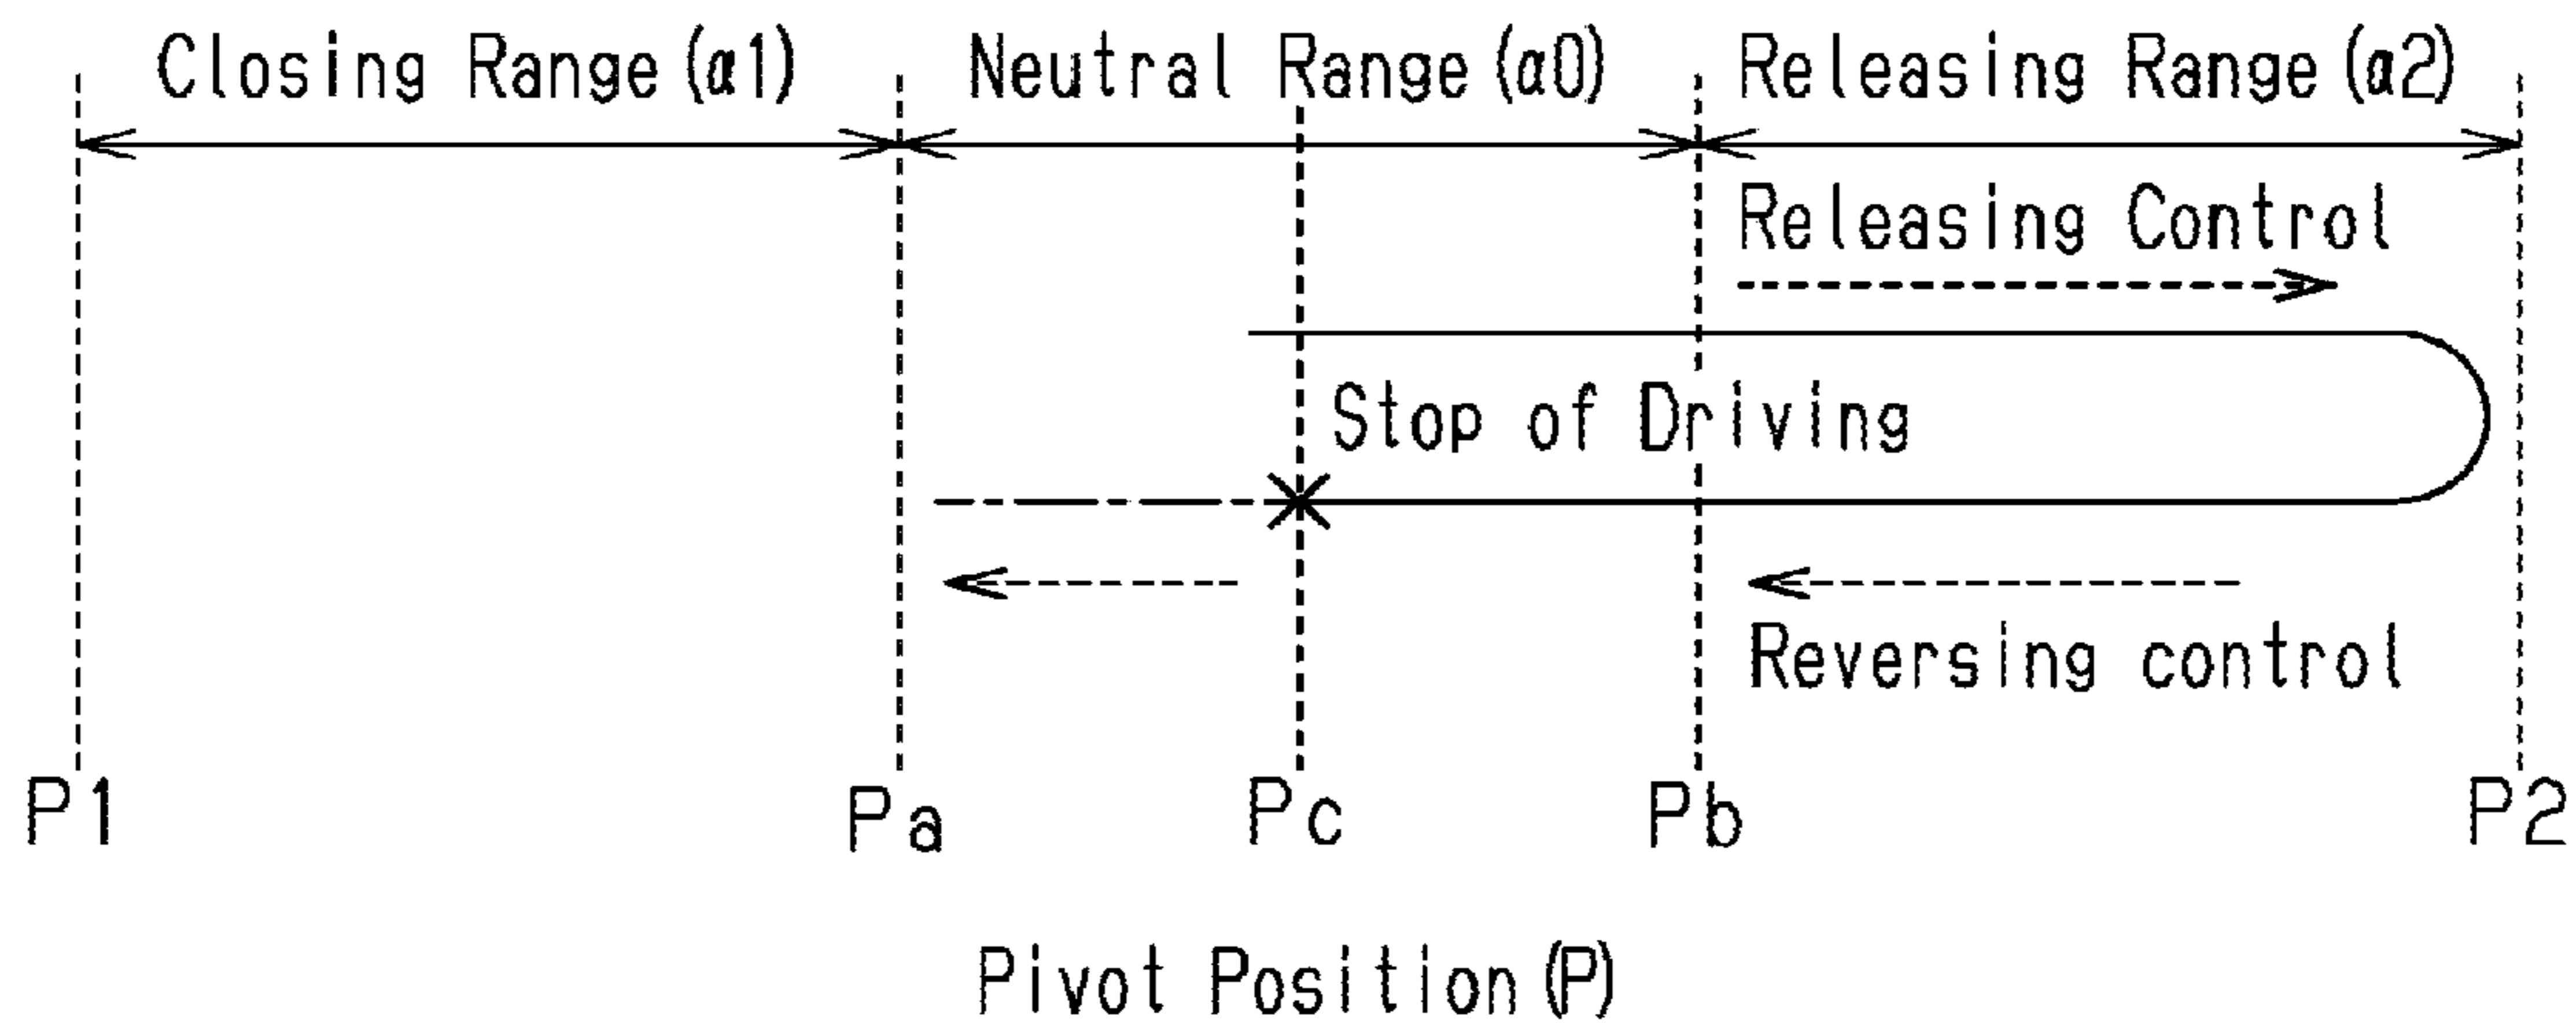 Closing Range (α1) Neutral Range (α0) Releasing Range (α2)
Releasing Control
Stop of Driving
Reversing control
P1 Pa Pc Pb P2
Pivot Position (P)